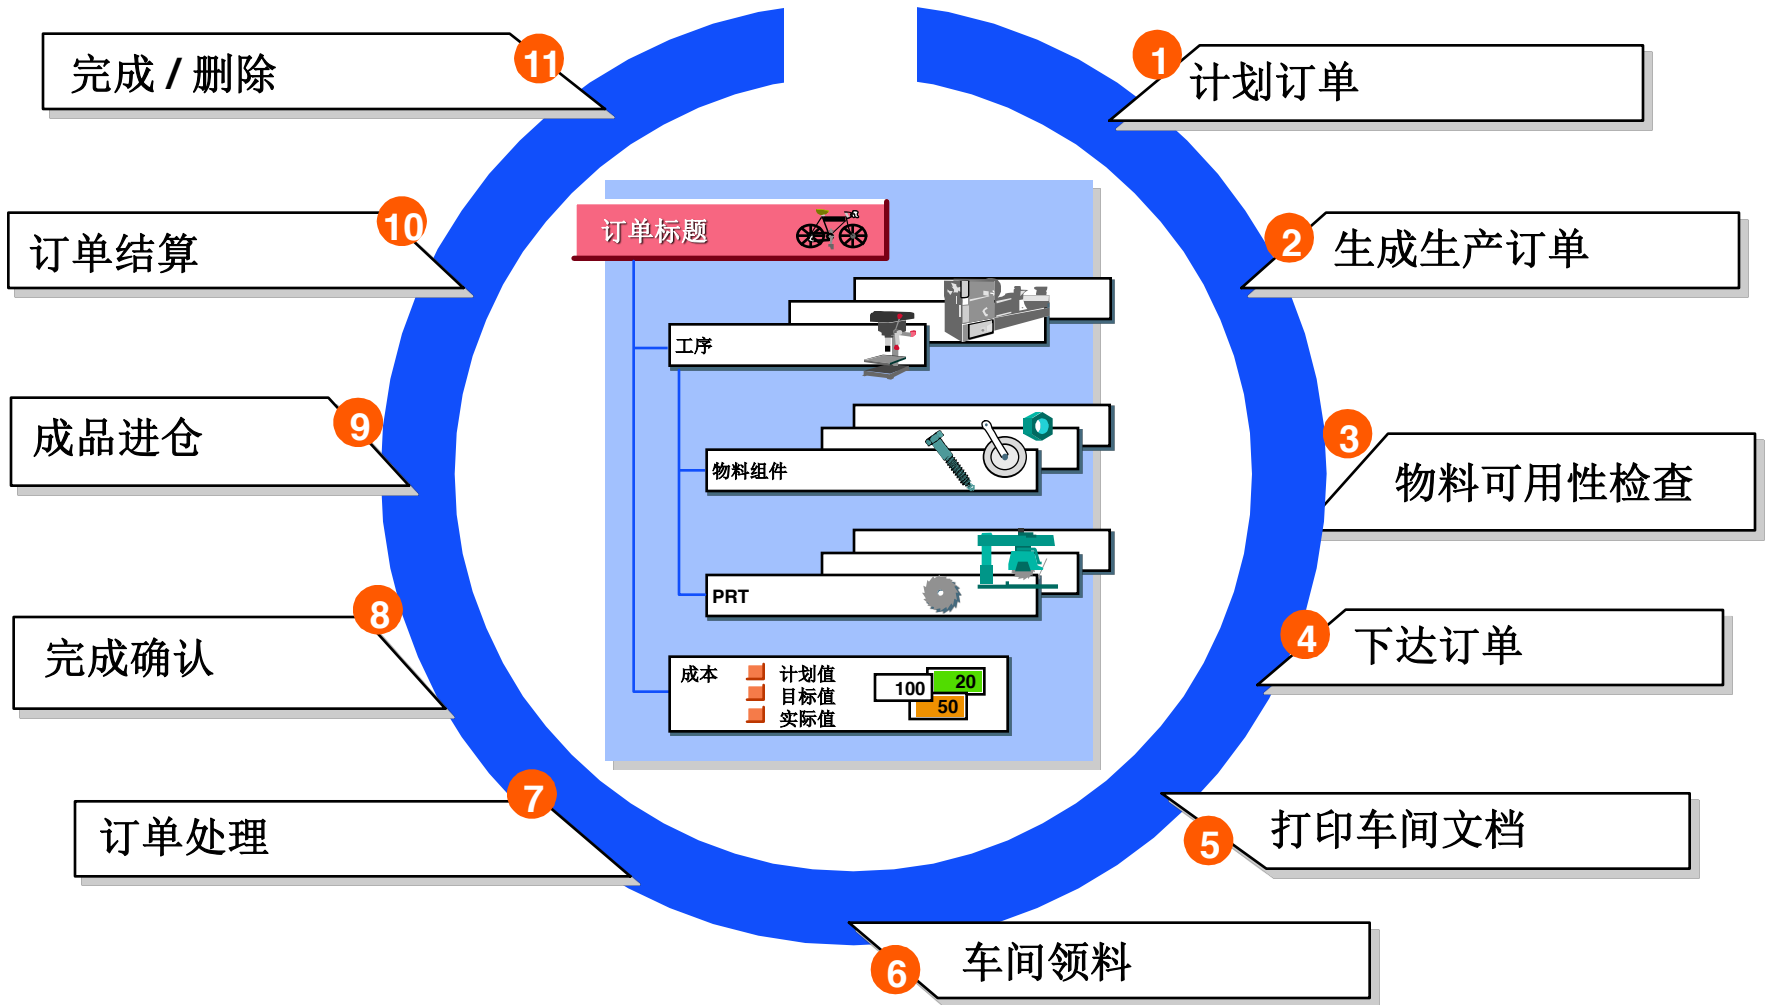 1 计划订单
2 生成生产订单
3 物料可用性检查
4 下达订单
5 打印车间文档
6 车间领料
7 订单处理
8 完成确认
9 成品进仓
10 订单结算
11 完成 / 删除
订单标题
工序
物料组件
PRT
成本
计划值
目标值
实际值
100
20
50